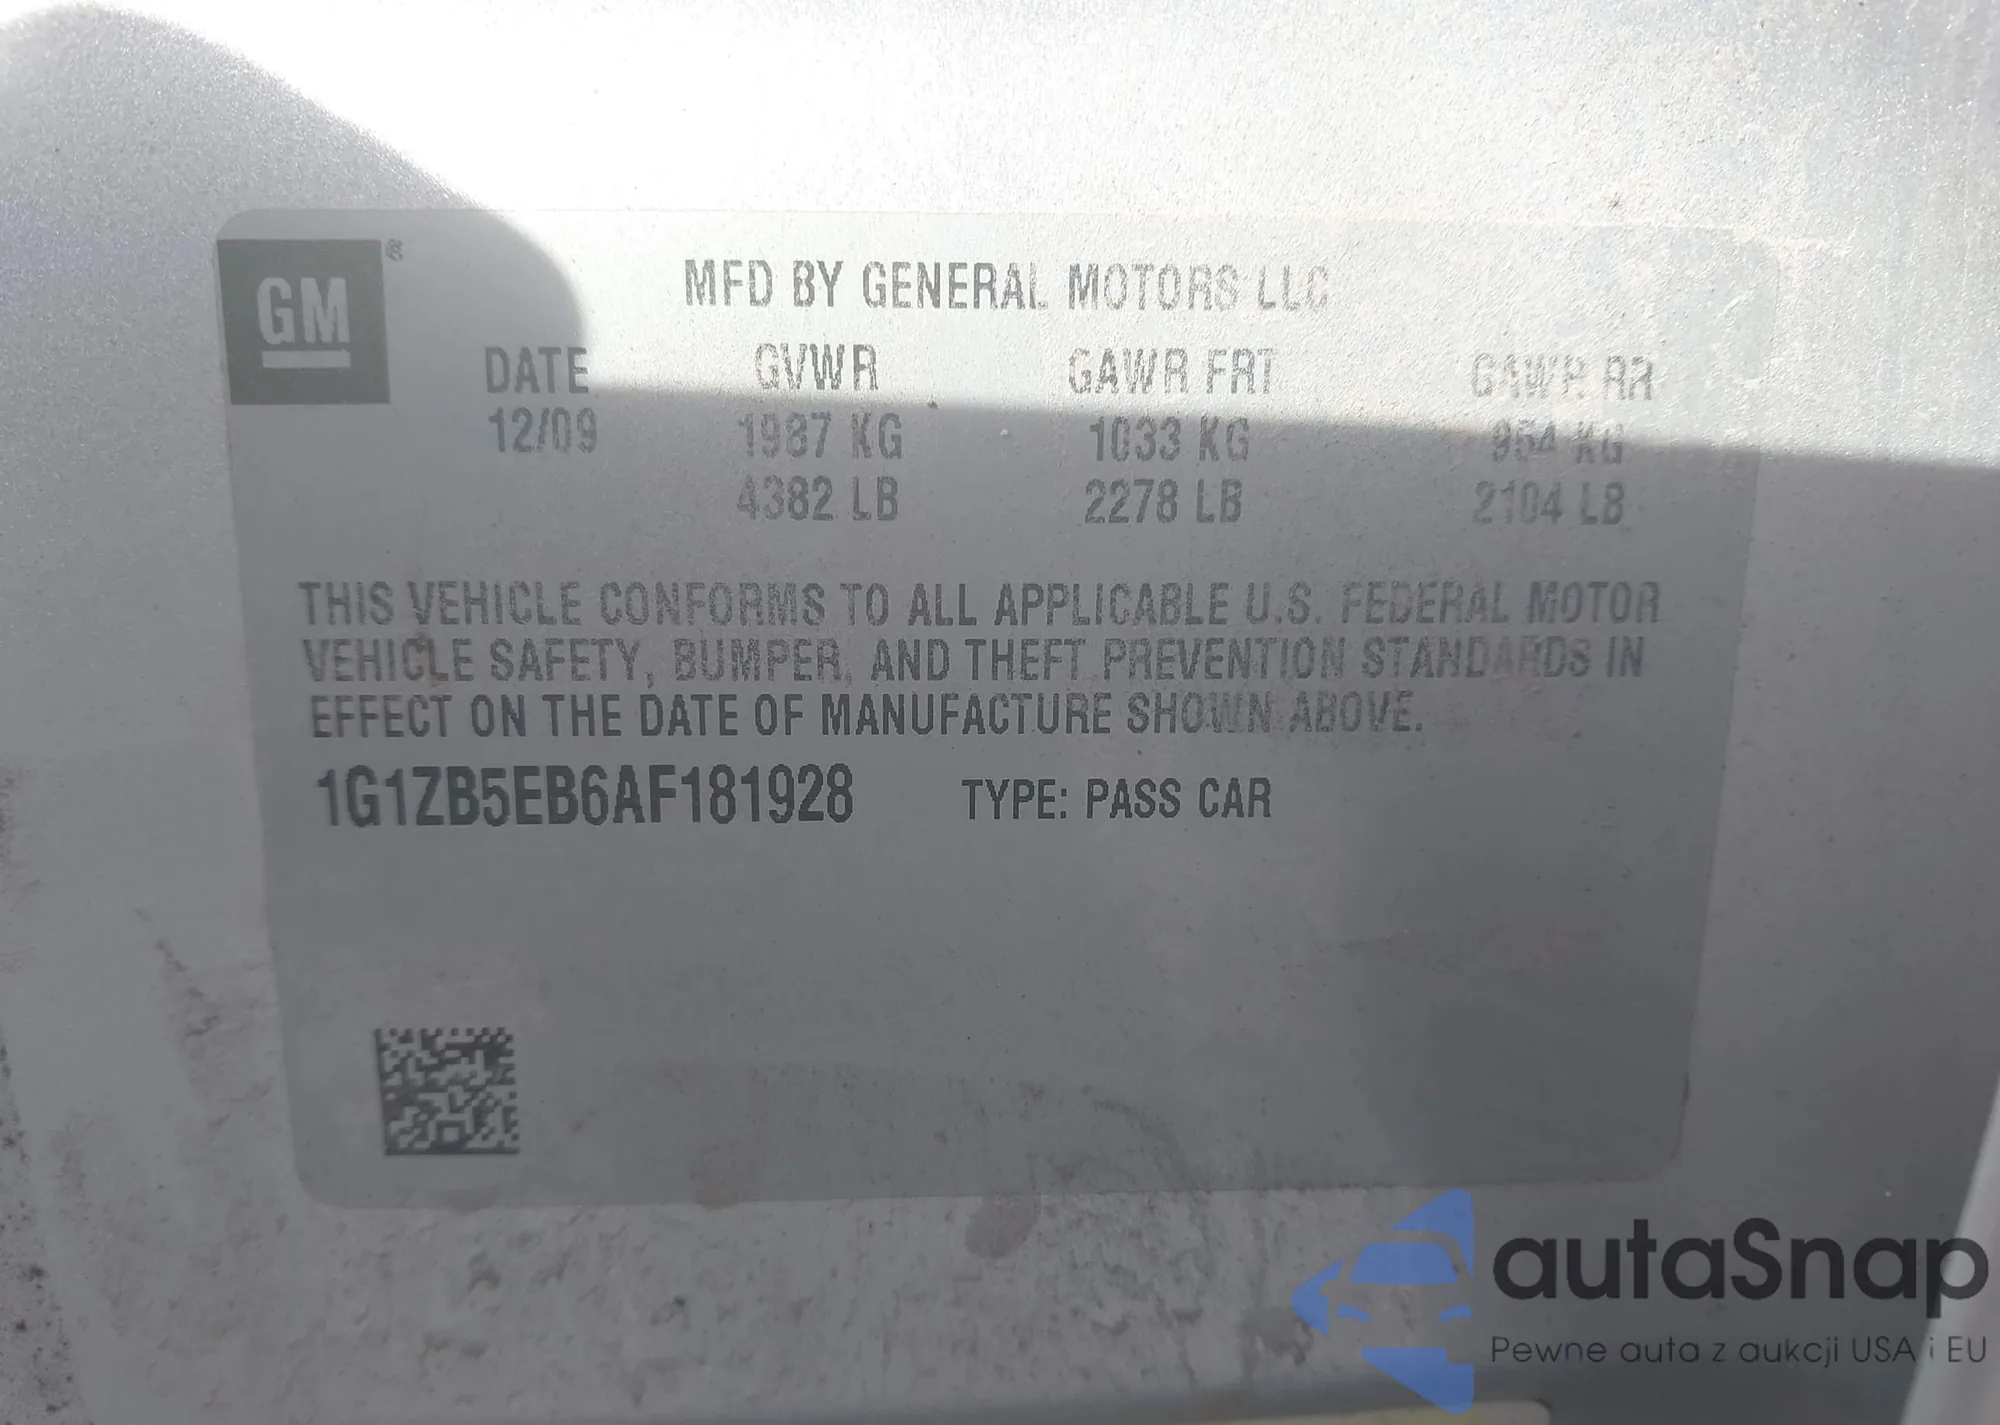 GM ®
MFD BY GENERAL MOTORS LLC
DATE GVWR GAWR FRT GAWR RR
12/09 1987 KG 1033 KG 954 KG
4382 LB 2278 LB 2104 LB
THIS VEHICLE CONFORMS TO ALL APPLICABLE U.S. FEDERAL MOTOR
VEHICLE SAFETY, BUMPER, AND THEFT PREVENTION STANDARDS IN
EFFECT ON THE DATE OF MANUFACTURE SHOWN ABOVE.
1G1ZB5EB6AF181928 TYPE: PASS CAR
autaSnap
Pewne auta z aukcji USA i EU